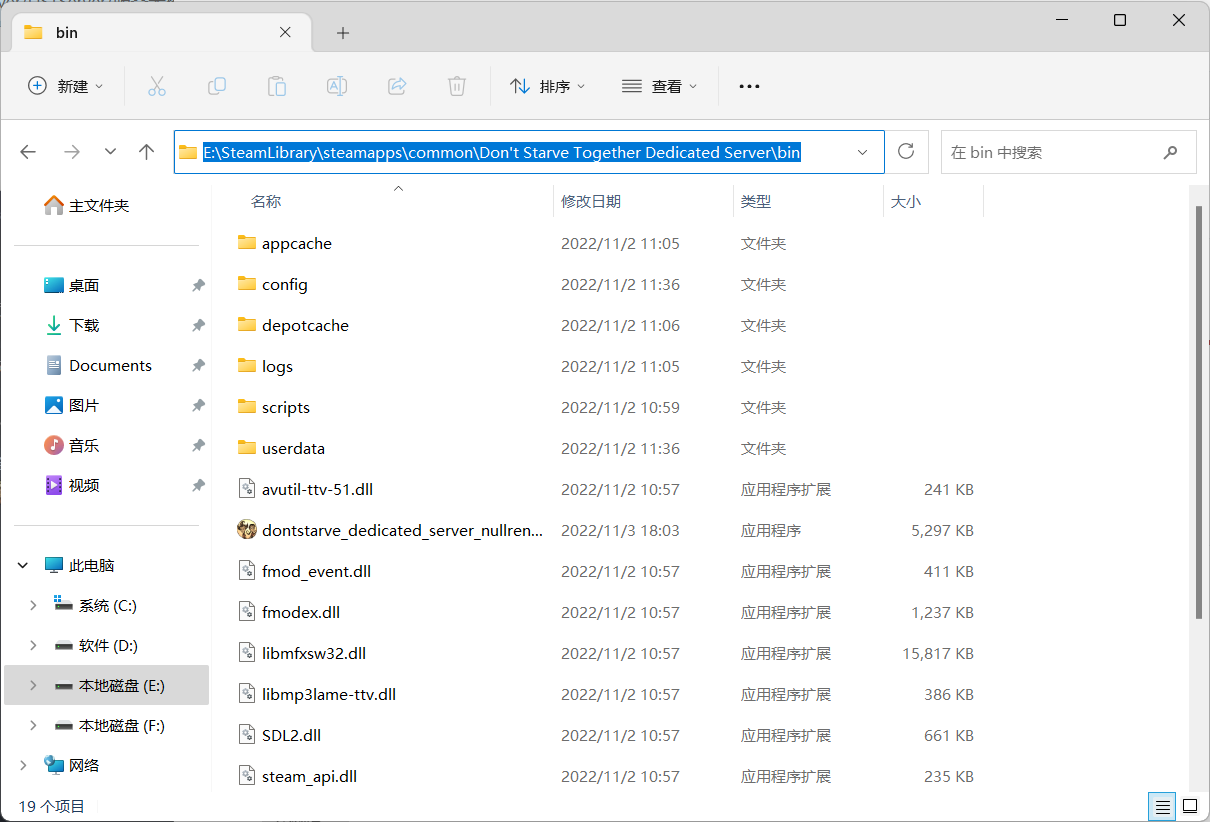 bin
新建
排序
查看
E:\SteamLibrary\steamapps\common\Don't Starve Together Dedicated Server\bin
在 bin 中搜索
主文件夹
桌面
下载
Documents
图片
音乐
视频
此电脑
系统 (C:)
软件 (D:)
本地磁盘 (E:)
本地磁盘 (F:)
网络
名称 修改日期 类型 大小
appcache 2022/11/2 11:05 文件夹
config 2022/11/2 11:36 文件夹
depotcache 2022/11/2 11:06 文件夹
logs 2022/11/2 11:05 文件夹
scripts 2022/11/2 10:59 文件夹
userdata 2022/11/2 11:36 文件夹
avutil-ttv-51.dll 2022/11/2 10:57 应用程序扩展 241 KB
dontstarve_dedicated_server_nullren... 2022/11/3 18:03 应用程序 5,297 KB
fmod_event.dll 2022/11/2 10:57 应用程序扩展 411 KB
fmodex.dll 2022/11/2 10:57 应用程序扩展 1,237 KB
libmfxsw32.dll 2022/11/2 10:57 应用程序扩展 15,817 KB
libmp3lame-ttv.dll 2022/11/2 10:57 应用程序扩展 386 KB
SDL2.dll 2022/11/2 10:57 应用程序扩展 661 KB
steam_api.dll 2022/11/2 10:57 应用程序扩展 235 KB
19 个项目